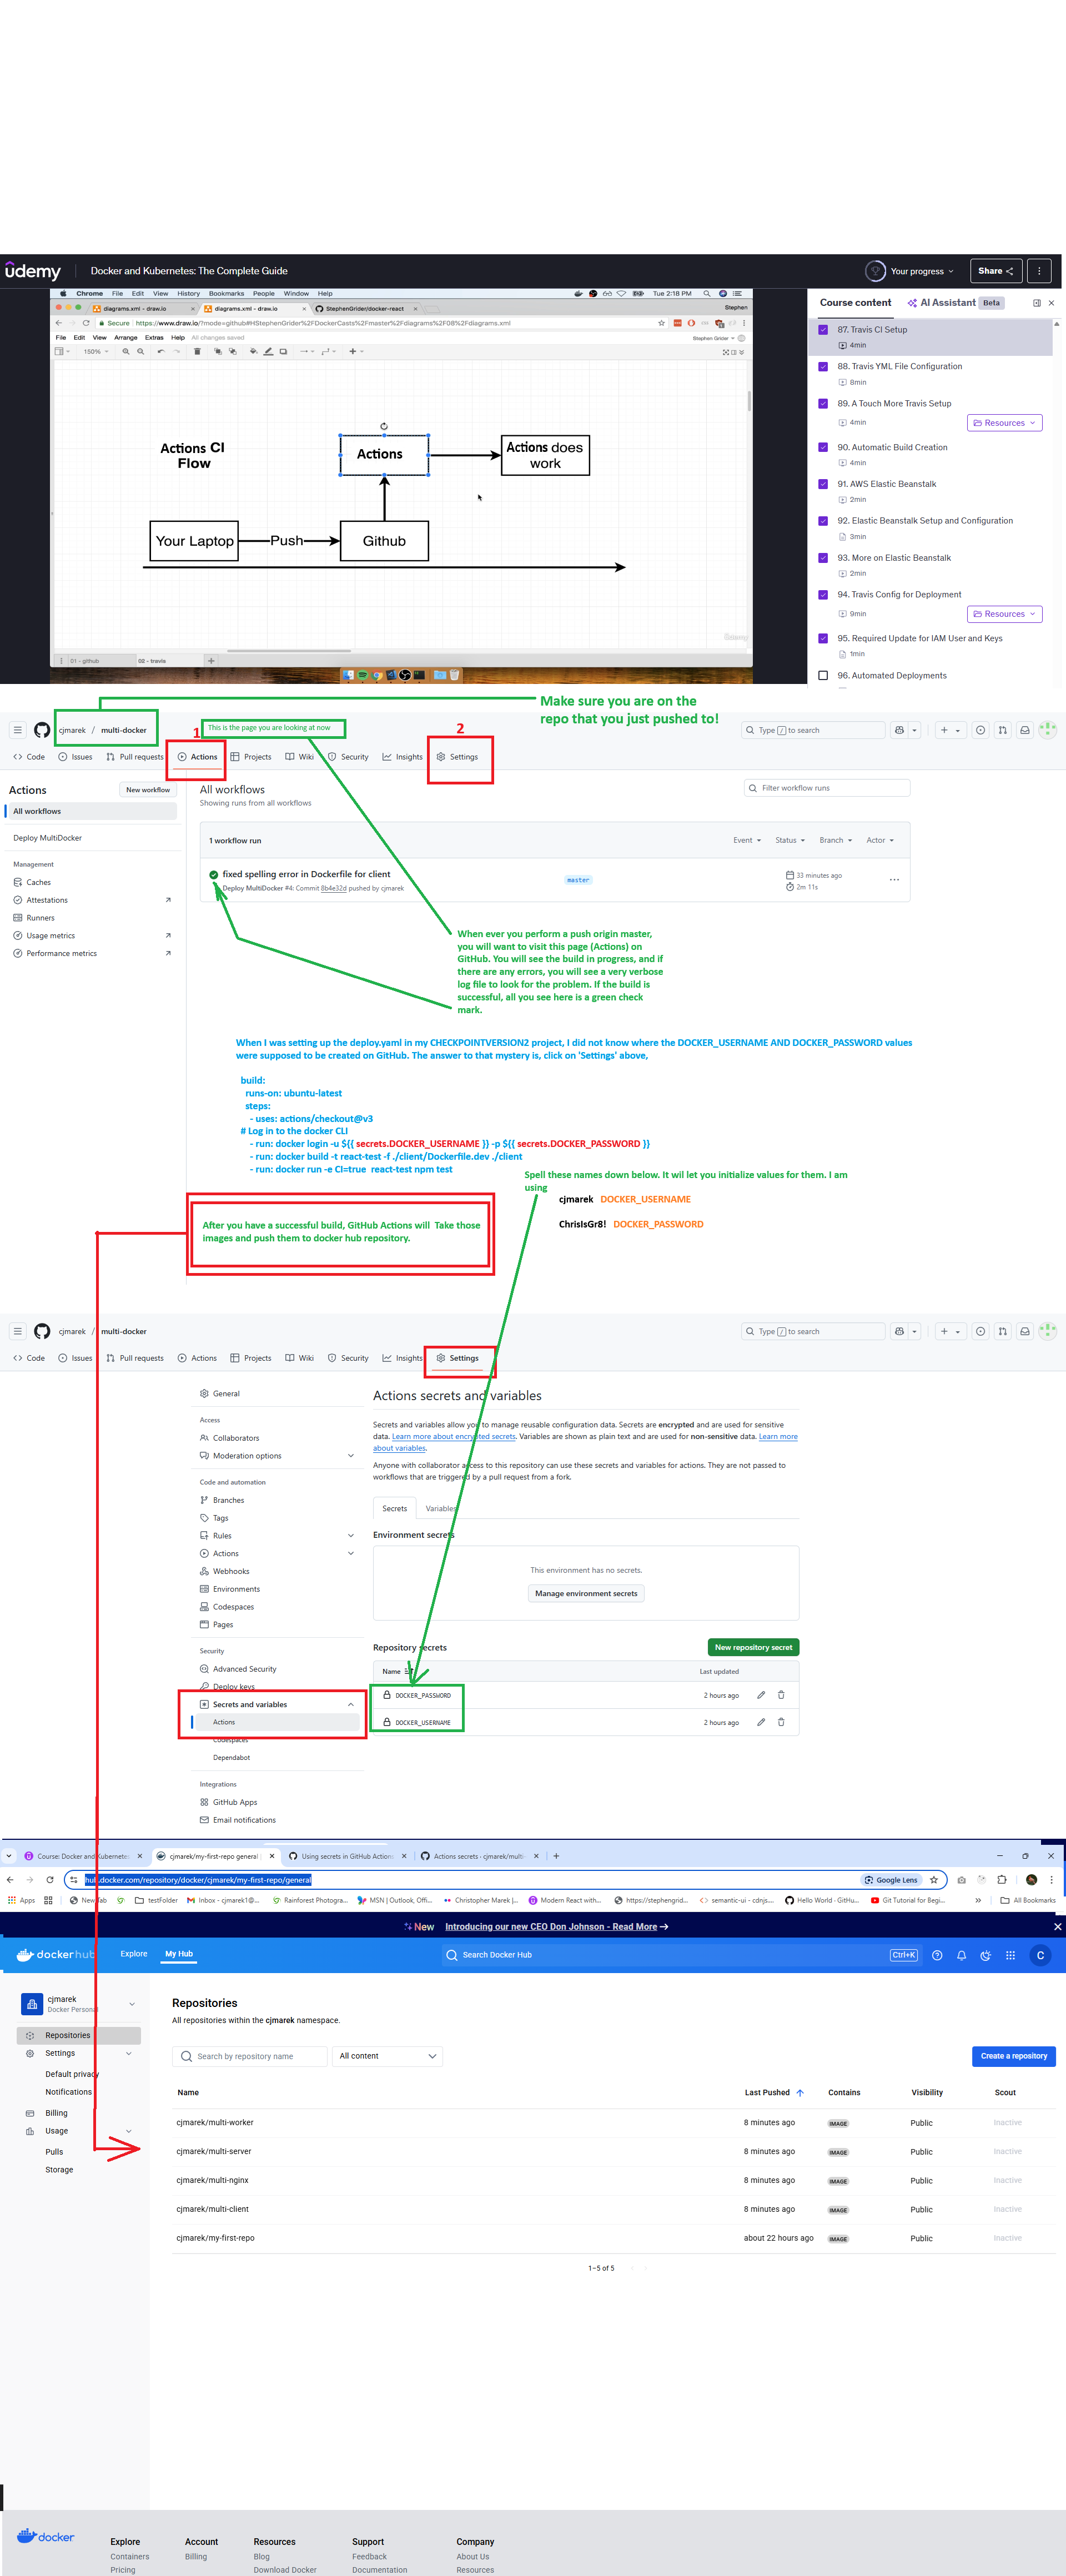 udemy
Docker and Kubernetes: The Complete Guide
Your progress
Share
Chrome File Edit View History Bookmarks People Window Help
Tue 2:18 PM
diagrams.xml - draw.io
diagrams.xml - draw.io
StephenGrider/docker-react
Stephen
Secure https://www.draw.io/?mode=github#HStephenGrider%2FDockerCasts%2Fmaster%2Fdiagrams%2F08%2Fdiagrams.xml
File Edit View Arrange Extras Help All changes saved
Stephen Grider
150%
Actions CI
Flow
Actions
Actions does
work
Your Laptop
Push
Github
udemy
01 - github
02 - travis
Course content
AI Assistant
Beta
87. Travis CI Setup
4min
88. Travis YML File Configuration
8min
89. A Touch More Travis Setup
4min
Resources
90. Automatic Build Creation
4min
91. AWS Elastic Beanstalk
2min
92. Elastic Beanstalk Setup and Configuration
3min
93. More on Elastic Beanstalk
2min
94. Travis Config for Deployment
9min
Resources
95. Required Update for IAM User and Keys
1min
96. Automated Deployments
Make sure you are on the
repo that you just pushed to!
cjmarek / multi-docker
1
This is the page you are looking at now
2
Type / to search
Code Issues Pull requests Actions Projects Wiki Security Insights Settings
Actions
New workflow
All workflows
Deploy MultiDocker
Management
Caches
Attestations
Runners
Usage metrics
Performance metrics
All workflows
Showing runs from all workflows
Filter workflow runs
1 workflow run
Event Status Branch Actor
fixed spelling error in Dockerfile for client
Deploy MultiDocker #4: Commit 8b4e32d pushed by cjmarek
master
33 minutes ago
2m 11s
When ever you perform a push origin master,
you will want to visit this page (Actions) on
GitHub. You will see the build in progress, and if
there are any errors, you will see a very verbose
log file to look for the problem. If the build is
successful, all you see here is a green check
mark.
When I was setting up the deploy.yaml in my CHECKPOINTVERSION2 project, I did not know where the DOCKER_USERNAME AND DOCKER_PASSWORD values
were supposed to be created on GitHub. The answer to that mystery is, click on 'Settings' above,
build:
runs-on: ubuntu-latest
steps:
- uses: actions/checkout@v3
# Log in to the docker CLI
- run: docker login -u ${{ secrets.DOCKER_USERNAME }} -p ${{ secrets.DOCKER_PASSWORD }}
- run: docker build -t react-test -f ./client/Dockerfile.dev ./client
- run: docker run -e CI=true react-test npm test
Spell these names down below. It wil let you initialize values for them. I am
using
cjmarek DOCKER_USERNAME
ChrisIsGr8! DOCKER_PASSWORD
After you have a successful build, GitHub Actions will Take those
images and push them to docker hub repository.
cjmarek / multi-docker
Type / to search
Code Issues Pull requests Actions Projects Wiki Security Insights Settings
General
Access
Collaborators
Moderation options
Code and automation
Branches
Tags
Rules
Actions
Webhooks
Environments
Codespaces
Pages
Security
Advanced Security
Deploy keys
Secrets and variables
Actions
Codespaces
Dependabot
Integrations
GitHub Apps
Email notifications
Actions secrets and variables
Secrets and variables allow you to manage reusable configuration data. Secrets are encrypted and are used for sensitive
data. Learn more about encrypted secrets. Variables are shown as plain text and are used for non-sensitive data. Learn more
about variables.
Anyone with collaborator access to this repository can use these secrets and variables for actions. They are not passed to
workflows that are triggered by a pull request from a fork.
Secrets Variables
Environment secrets
This environment has no secrets.
Manage environment secrets
Repository secrets
New repository secret
Name
Last updated
DOCKER_PASSWORD
2 hours ago
DOCKER_USERNAME
2 hours ago
Course: Docker and Kubernetes
cjmarek/my-first-repo general
Using secrets in GitHub Actions
Actions secrets · cjmarek/multi-
hub.docker.com/repository/docker/cjmarek/my-first-repo/general
Google Lens
Apps New Tab testFolder Inbox - cjmarek1@... Rainforest Photogra... MSN | Outlook, Offi... Christopher Marek |... Modern React with... https://stephengrid... semantic-ui - cdnjs.... Hello World · GitHu... Git Tutorial for Begi... All Bookmarks
New Introducing our new CEO Don Johnson - Read More →
dockerhub Explore My Hub
Search Docker Hub
Ctrl+K
C
cjmarek
Docker Personal
Repositories
Settings
Default privacy
Notifications
Billing
Usage
Pulls
Storage
Repositories
All repositories within the cjmarek namespace.
Search by repository name
All content
Create a repository
Name Last Pushed Contains Visibility Scout
cjmarek/multi-worker 8 minutes ago IMAGE Public Inactive
cjmarek/multi-server 8 minutes ago IMAGE Public Inactive
cjmarek/multi-nginx 8 minutes ago IMAGE Public Inactive
cjmarek/multi-client 8 minutes ago IMAGE Public Inactive
cjmarek/my-first-repo about 22 hours ago IMAGE Public Inactive
1–5 of 5
docker
Explore Account Resources Support Company
Containers Billing Blog Feedback About Us
Pricing Download Docker Documentation Resources